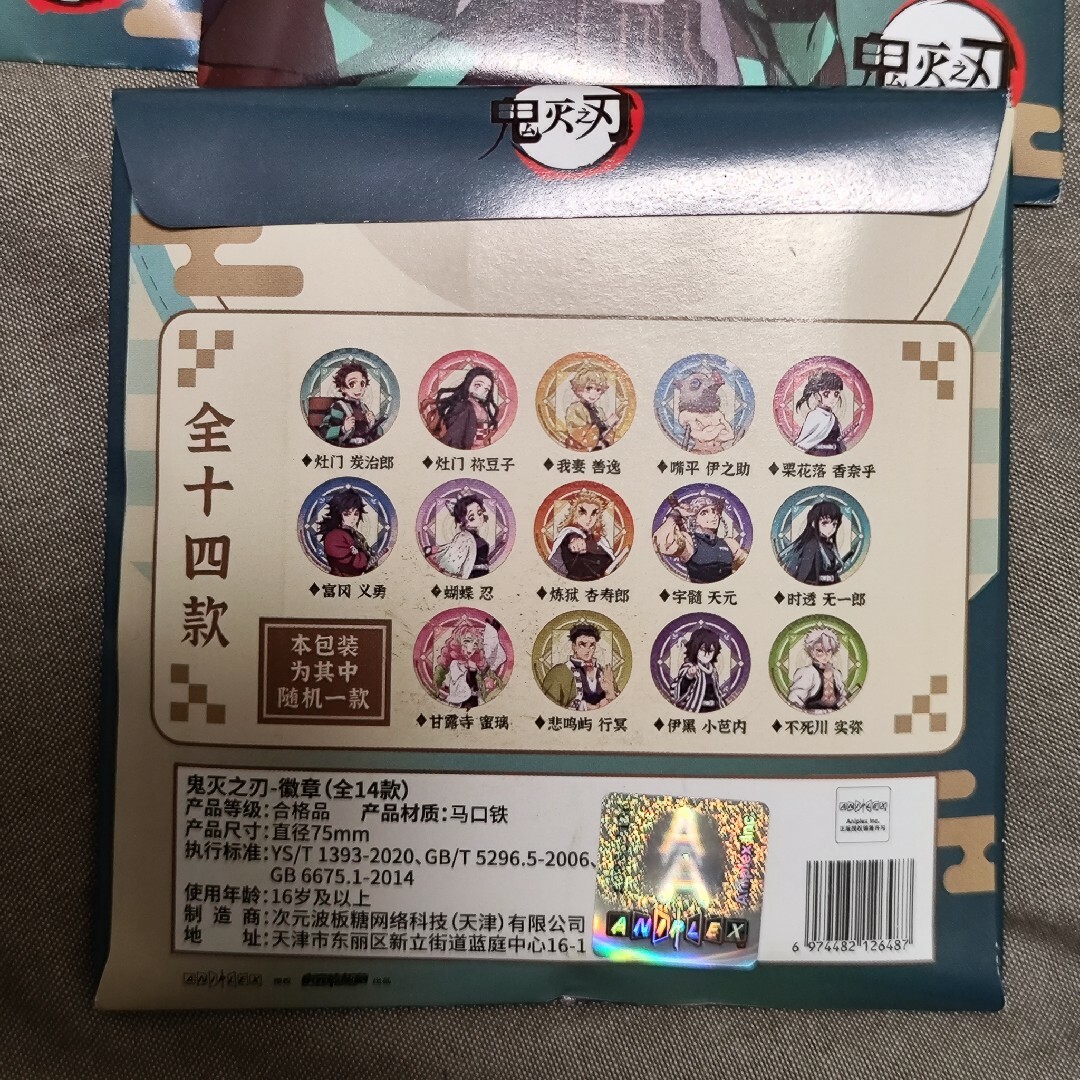 鬼灭之刃
鬼灭之刃
全十四款
♦灶门 炭治郎
♦灶门 祢豆子
♦我妻 善逸
♦嘴平 伊之助
♦栗花落 香奈乎
♦富冈 义勇
♦蝴蝶 忍
♦炼狱 杏寿郎
♦宇髓 天元
♦时透 无一郎
本包装
为其中
随机一款
♦甘露寺 蜜璃
♦悲鸣屿 行冥
♦伊黑 小芭内
♦不死川 实弥
鬼灭之刃-徽章(全14款)
产品等级:合格品 产品材质:马口铁
产品尺寸:直径75mm
执行标准:YS/T 1393-2020、GB/T 5296.5-2006、
GB 6675.1-2014
使用年龄:16岁及以上
制 造 商:次元波板糖网络科技(天津)有限公司
地 址:天津市东丽区新立街道蓝庭中心16-1
Aniplex Inc.
ANIPLEX
ANIPLEX
Aniplex Inc.
6 974482 126487
ANIPLEX